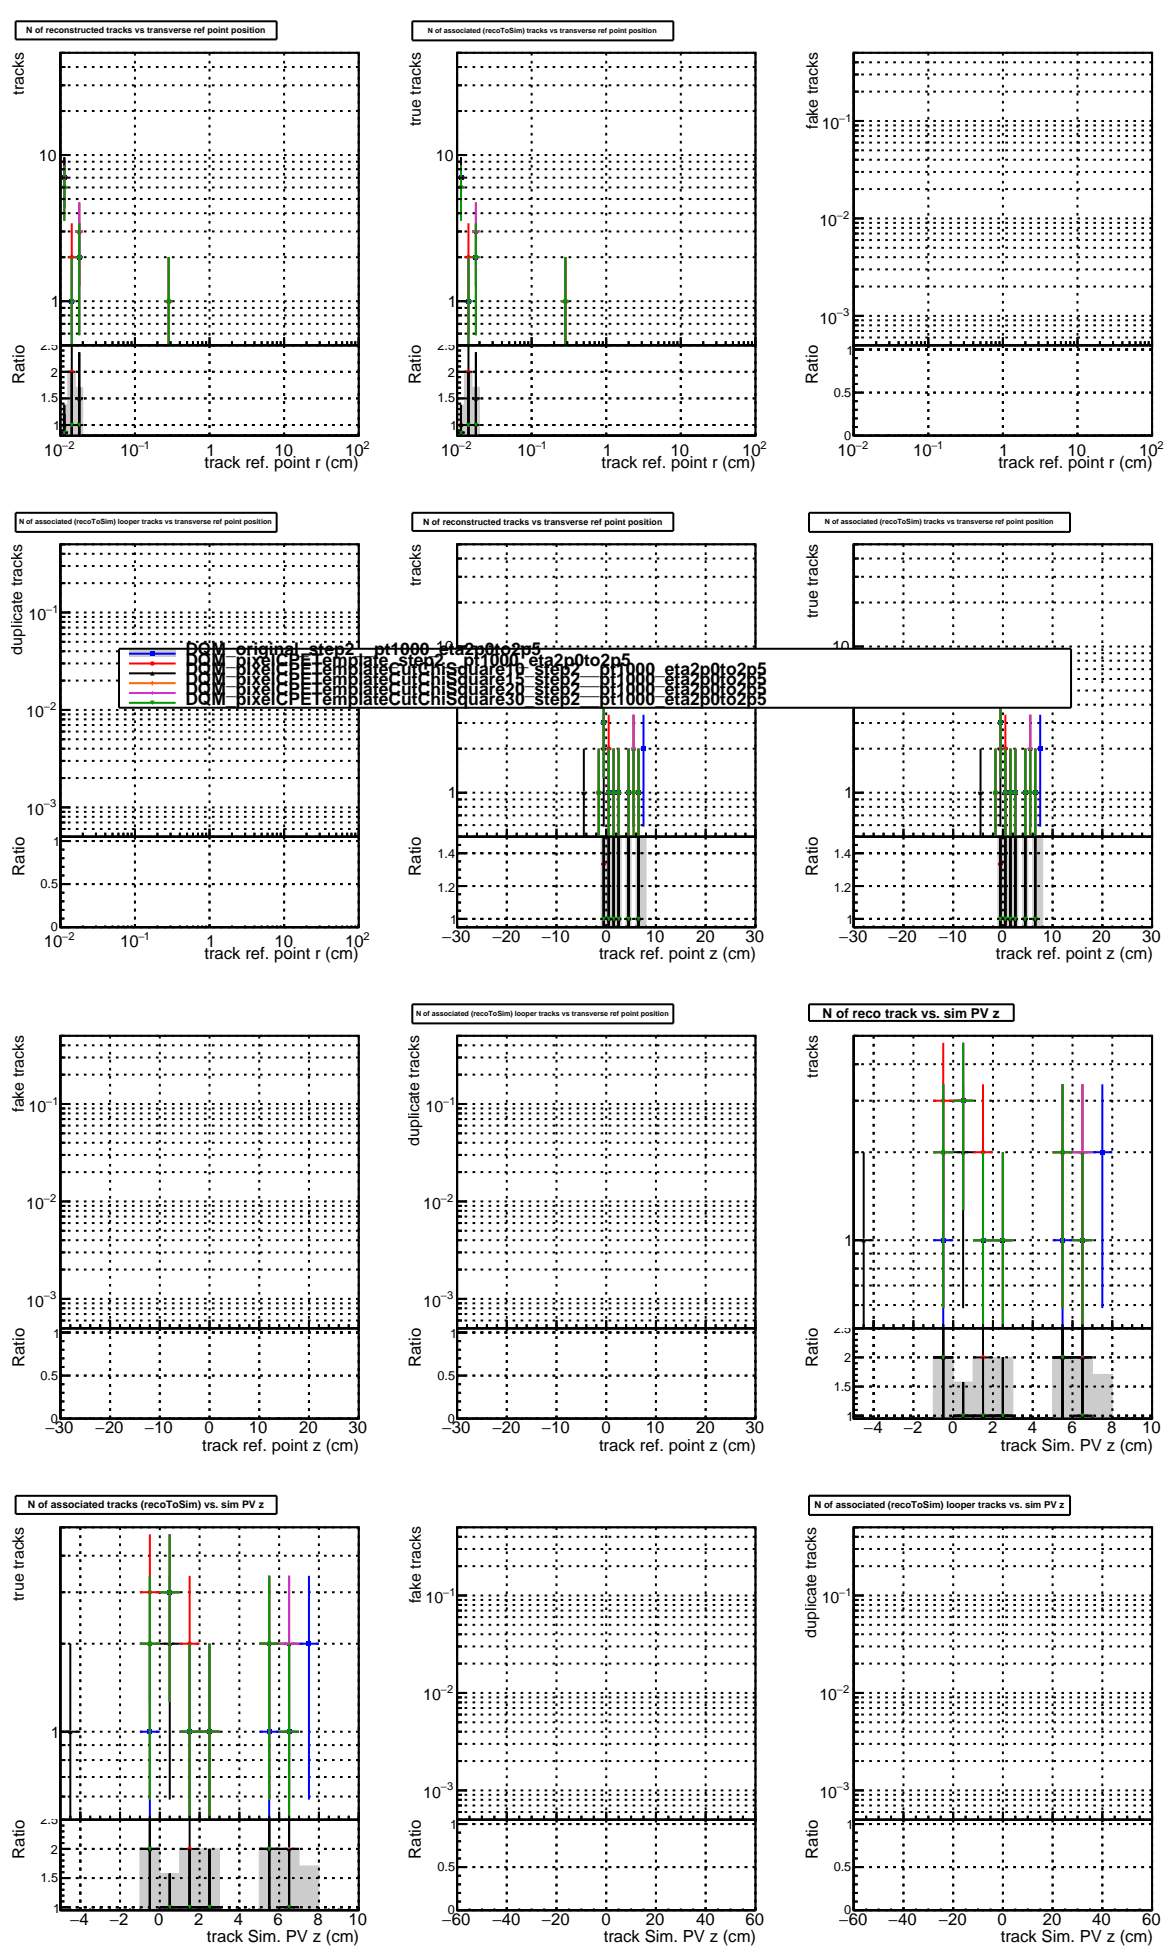 N of reconstructed tracks vs transverse ref point position
tracks
10
1
Ratio
2.5
2
1.5
1
10−2 10−1 1 10 102
track ref. point r (cm)
N of associated (recoToSim) tracks vs transverse ref point position
true tracks
10
1
Ratio
2.5
2
1.5
1
10−2 10−1 1 10 102
track ref. point r (cm)
fake tracks
10−1
10−2
10−3
Ratio
1
0.5
0
10−2 10−1 1 10 102
track ref. point r (cm)
N of associated (recoToSim) looper tracks vs transverse ref point position
duplicate tracks
10−1
10−2
10−3
Ratio
1
0.5
0
10−2 10−1 1 10 102
track ref. point r (cm)
N of reconstructed tracks vs transverse ref point position
tracks
10
1
Ratio
1.4
1.2
1
−30 −20 −10 0 10 20 30
track ref. point z (cm)
N of associated (recoToSim) tracks vs transverse ref point position
true tracks
10
1
Ratio
1.4
1.2
1
−30 −20 −10 0 10 20 30
track ref. point z (cm)
DQM_original_step2__pt1000_eta2p0to2p5
DQM_pixelCPETemplate_step2__pt1000_eta2p0to2p5
DQM_pixelCPETemplateCutChiSquare10_step2__pt1000_eta2p0to2p5
DQM_pixelCPETemplateCutChiSquare15_step2__pt1000_eta2p0to2p5
DQM_pixelCPETemplateCutChiSquare20_step2__pt1000_eta2p0to2p5
DQM_pixelCPETemplateCutChiSquare30_step2__pt1000_eta2p0to2p5
fake tracks
10−1
10−2
10−3
Ratio
1
0.5
0
−30 −20 −10 0 10 20 30
track ref. point z (cm)
N of associated (recoToSim) looper tracks vs transverse ref point position
duplicate tracks
10−1
10−2
10−3
Ratio
1
0.5
0
−30 −20 −10 0 10 20 30
track ref. point z (cm)
N of reco track vs. sim PV z
tracks
1
Ratio
2.5
2
1.5
1
−4 −2 0 2 4 6 8 10
track Sim. PV z (cm)
N of associated tracks (recoToSim) vs. sim PV z
true tracks
1
Ratio
2.5
2
1.5
1
−4 −2 0 2 4 6 8 10
track Sim. PV z (cm)
fake tracks
10−1
10−2
10−3
Ratio
1
0.5
0
−60 −40 −20 0 20 40 60
track Sim. PV z (cm)
N of associated (recoToSim) looper tracks vs. sim PV z
duplicate tracks
10−1
10−2
10−3
Ratio
1
0.5
0
−60 −40 −20 0 20 40 60
track Sim. PV z (cm)